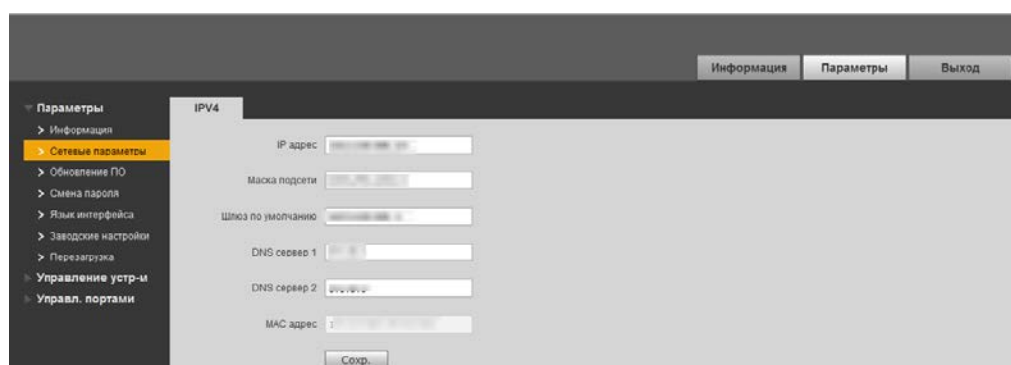 Информация Параметры Выход
Параметры
Информация
Сетевые параметры
Обновление ПО
Смена пароля
Язык интерфейса
Заводские настройки
Перезагрузка
Управление устр-и
Управл. портами
IPV4
IP адрес
Маска подсети
Шлюз по умолчанию
DNS сервер 1
DNS сервер 2
MAC адрес
Сохр.